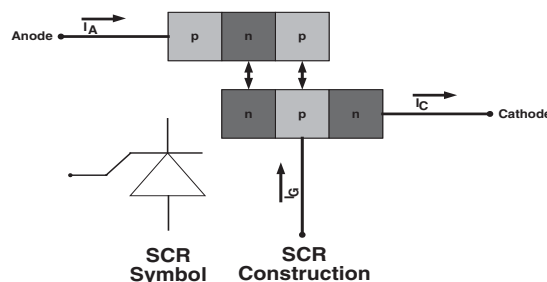 I_A
Anode
p n p
n p n
I_C
Cathode
I_G
SCR
Symbol
SCR
Construction